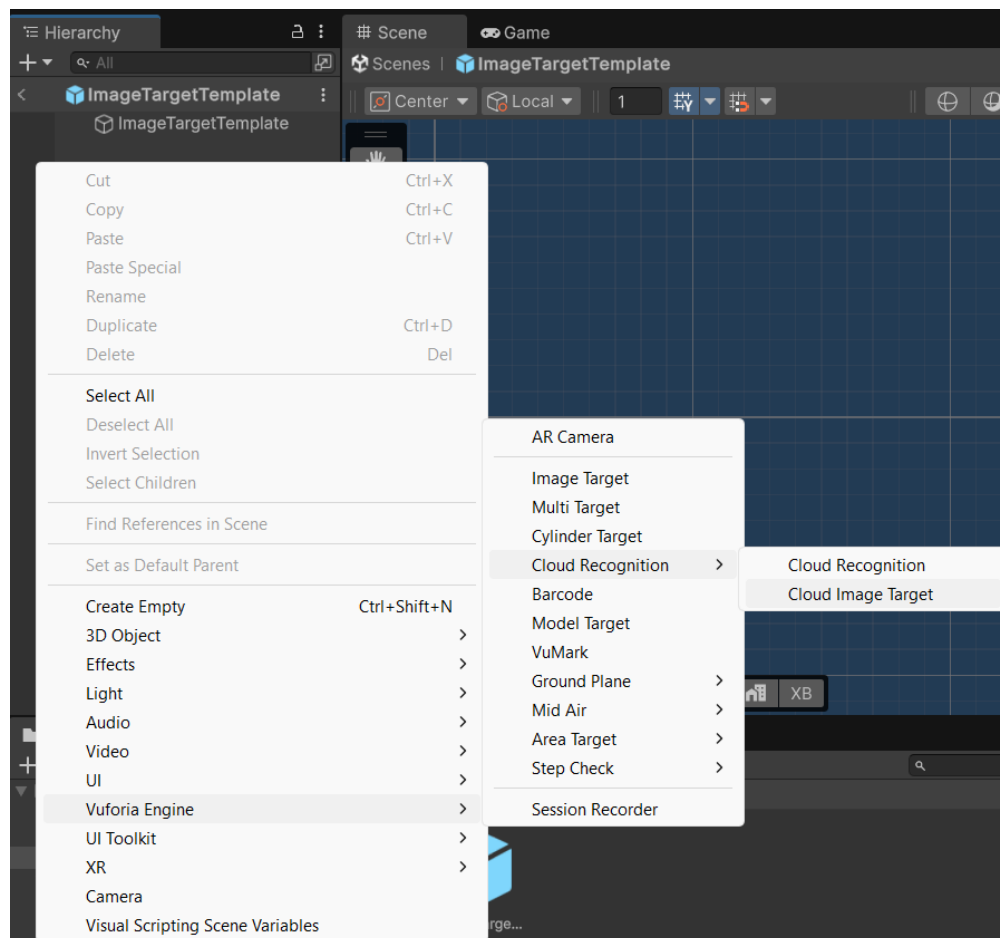 Hierarchy
Scene
Game
All
Scenes | ImageTargetTemplate
ImageTargetTemplate
Center
Local
1
ImageTargetTemplate
Cut Ctrl+X
Copy Ctrl+C
Paste Ctrl+V
Paste Special
Rename
Duplicate Ctrl+D
Delete Del
Select All
Deselect All
Invert Selection
Select Children
Find References in Scene
Set as Default Parent
Create Empty Ctrl+Shift+N
3D Object
Effects
Light
Audio
Video
UI
Vuforia Engine
UI Toolkit
XR
Camera
Visual Scripting Scene Variables
AR Camera
Image Target
Multi Target
Cylinder Target
Cloud Recognition
Barcode
Model Target
VuMark
Ground Plane
Mid Air
Area Target
Step Check
Session Recorder
Cloud Recognition
Cloud Image Target
XB
rge...